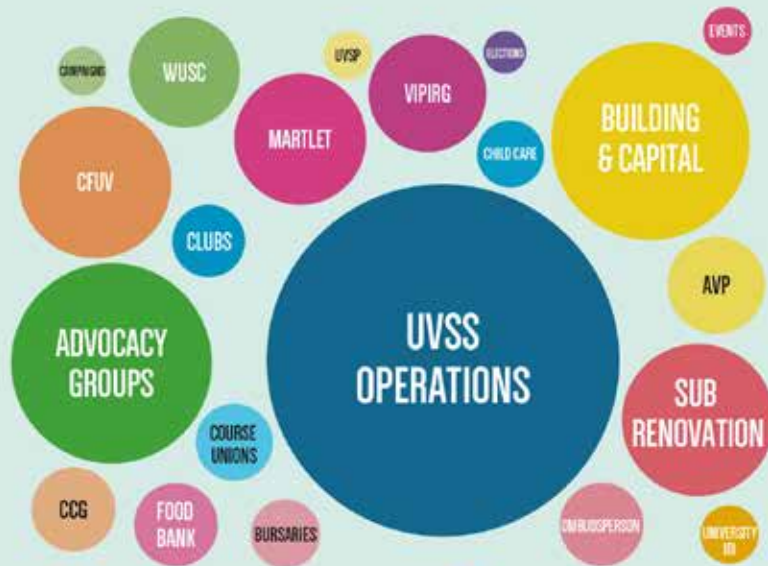 EVENTS
CAMPAIGNS
WUSC
UVSP
VIPIRG
ELECTIONS
MARTLET
BUILDING
& CAPITAL
CHILD CARE
CFUV
CLUBS
AVP
ADVOCACY
GROUPS
UVSS
OPERATIONS
SUB
RENOVATION
COURSE
UNIONS
CCG
FOOD
BANK
BURSARIES
OMBUDSPERSON
UNIVERSITY